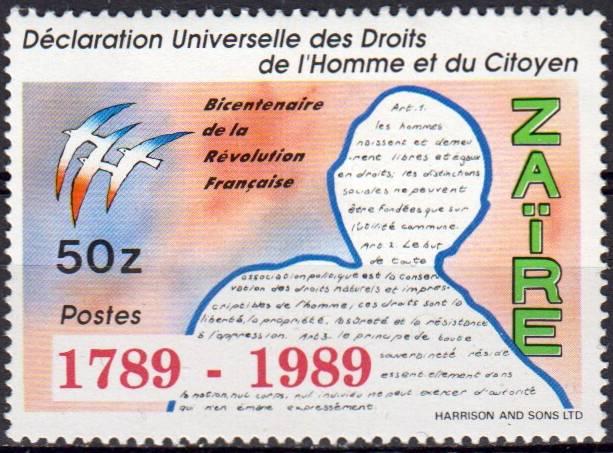 Déclaration Universelle des Droits
de l'Homme et du Citoyen
Bicentenaire
de la
Révolution
Française
ZAÏRE
50z
Postes
1789 - 1989
Art. 1.
les hommes
naissent et demeu
rent libres et égaux
en droits; les distinctions
sociales ne peuvent
être fondées que sur
l'utilité commune.
Art 2. Le but
de toute
association politique est la conser
vation des droits naturels et impres
criptibles de l'homme, ces droits sont la
liberté, la propriété, la sûreté et la résistance
à l'oppression. Art 3. le principe de toute
souveraineté réside
essentiellement dans
la nation, nul corps, nul individu ne peut exercer d'autorité
qui n'en émane expressément.
HARRISON AND SONS LTD